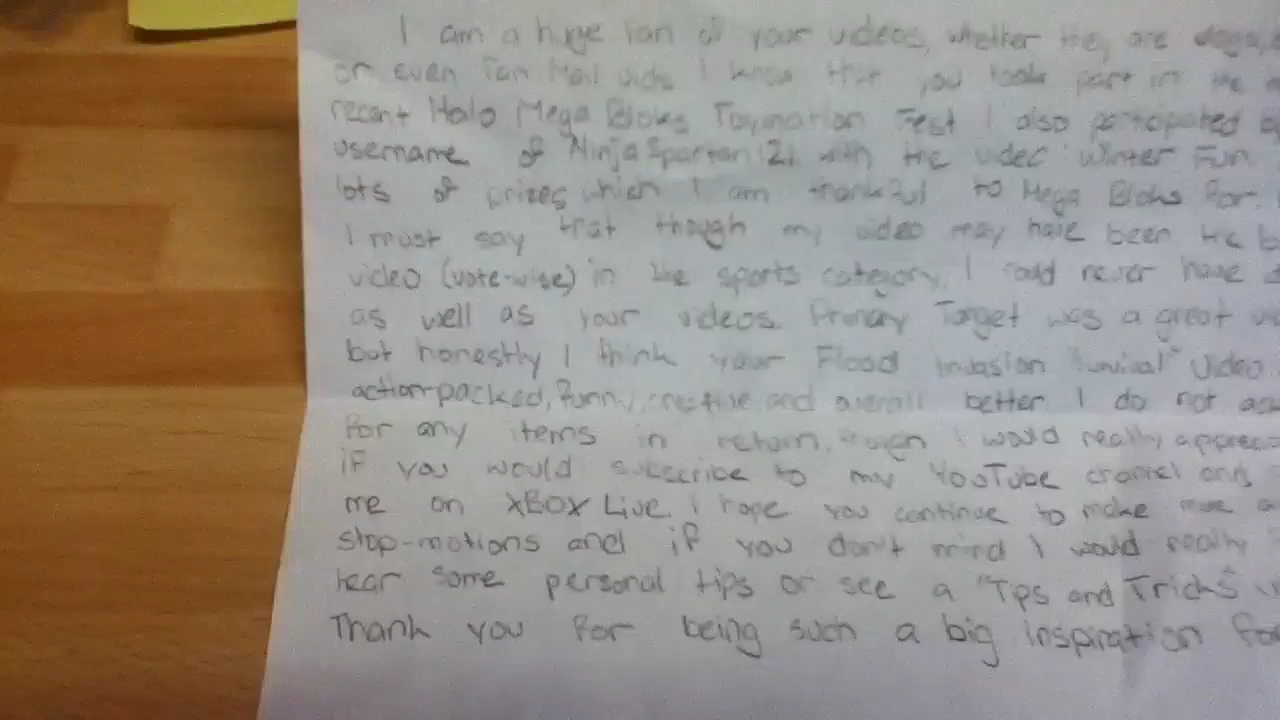 I am a huge fan of your videos, whether they are
or even Fan Mail vids I know that you took part in the
recent Halo Mega Bloks Toymation Fest I also participated
username of NinjaSpartan121 with the video "Winter Fun
lots of prizes which I am thankful to Mega Bloks for.
I must say that though my video may have been the
video (vote-wise) in the sports category, I could never have
as well as your videos. Primary Target was a great
but honestly I think your Flood Invasion "Survival" video
action-packed, funny, creative, and overall better. I do not
for any items in return, though I would really
if you would subscribe to my YouTube channel and
me on XBOX Live. I hope you continue to make more
stop-motions and if you don't mind I would really
hear some personal tips or see a "Tips and Tricks"
Thank you for being such a big inspiration